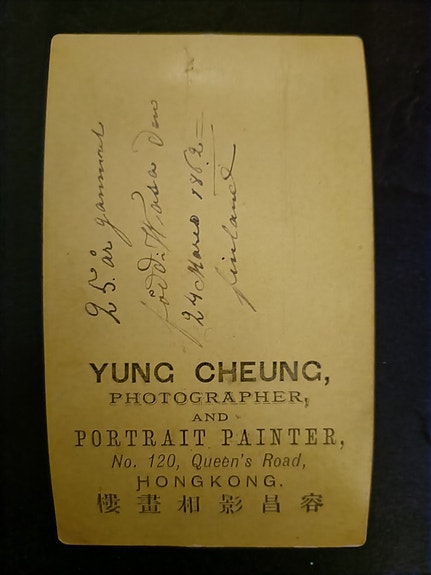 25 år gammal
född i Wasa den
24 Mars 1862
Finland
YUNG CHEUNG,
PHOTOGRAPHER,
AND
PORTRAIT PAINTER,
No. 120, Queen's Road,
HONGKONG.
容昌影相畫樓